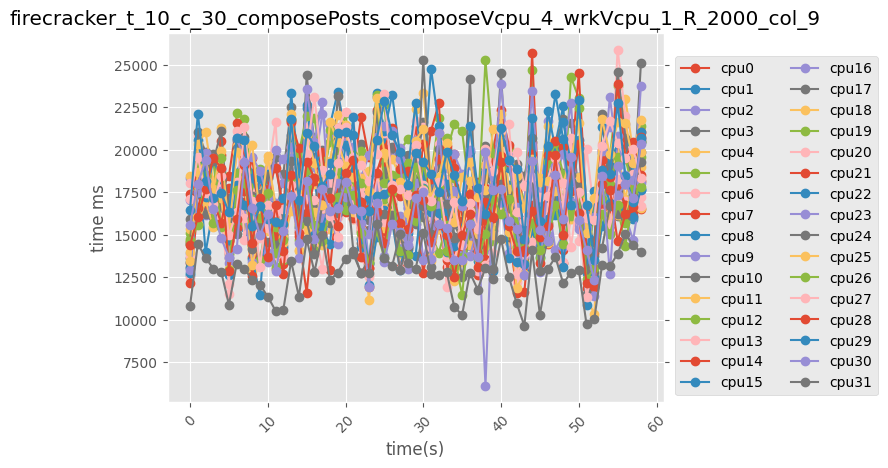 firecracker_t_10_c_30_composePosts_composeVcpu_4_wrkVcpu_1_R_2000_col_9
25000
22500
20000
17500
15000
12500
10000
7500
time ms
0
10
20
30
40
50
60
time(s)
cpu0
cpu1
cpu2
cpu3
cpu4
cpu5
cpu6
cpu7
cpu8
cpu9
cpu10
cpu11
cpu12
cpu13
cpu14
cpu15
cpu16
cpu17
cpu18
cpu19
cpu20
cpu21
cpu22
cpu23
cpu24
cpu25
cpu26
cpu27
cpu28
cpu29
cpu30
cpu31